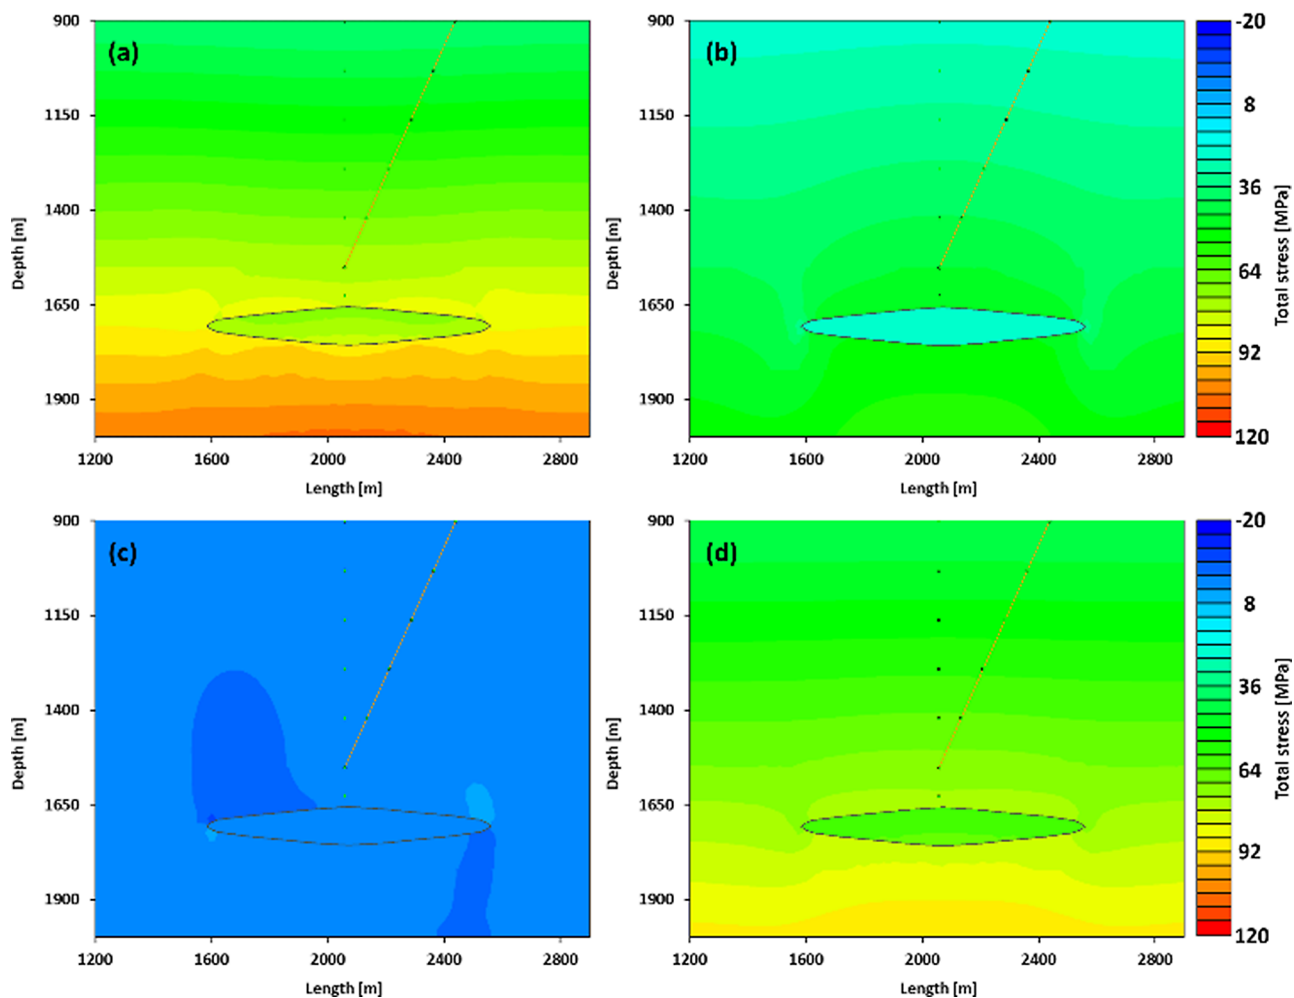 (a)
900
1150
1400
1650
1900
Depth [m]
1200 1600 2000 2400 2800
Length [m]
(b)
900
1150
1400
1650
1900
Depth [m]
1200 1600 2000 2400 2800
Length [m]
-20
8
36
64
92
120
Total stress [MPa]
(c)
900
1150
1400
1650
1900
Depth [m]
1200 1600 2000 2400 2800
Length [m]
(d)
900
1150
1400
1650
1900
Depth [m]
1200 1600 2000 2400 2800
Length [m]
-20
8
36
64
92
120
Total stress [MPa]